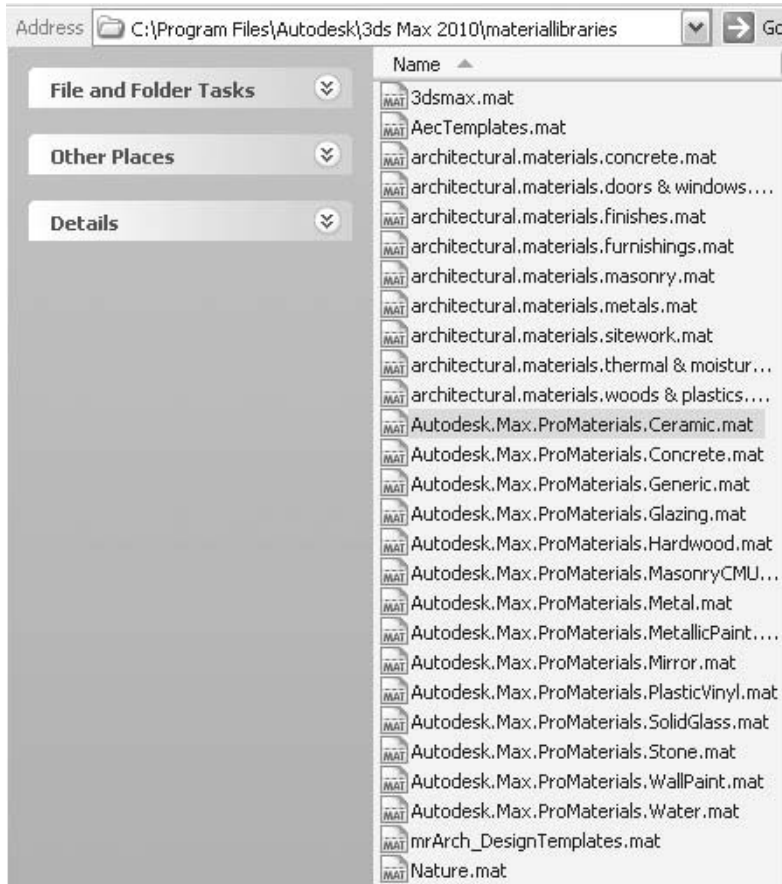 Address C:\Program Files\Autodesk\3ds Max 2010\materiallibraries Go
File and Folder Tasks
Other Places
Details
Name
3dsmax.mat
AecTemplates.mat
architectural.materials.concrete.mat
architectural.materials.doors & windows....
architectural.materials.finishes.mat
architectural.materials.furnishings.mat
architectural.materials.masonry.mat
architectural.materials.metals.mat
architectural.materials.sitework.mat
architectural.materials.thermal & moistur...
architectural.materials.woods & plastics....
Autodesk.Max.ProMaterials.Ceramic.mat
Autodesk.Max.ProMaterials.Concrete.mat
Autodesk.Max.ProMaterials.Generic.mat
Autodesk.Max.ProMaterials.Glazing.mat
Autodesk.Max.ProMaterials.Hardwood.mat
Autodesk.Max.ProMaterials.MasonryCMU...
Autodesk.Max.ProMaterials.Metal.mat
Autodesk.Max.ProMaterials.MetallicPaint....
Autodesk.Max.ProMaterials.Mirror.mat
Autodesk.Max.ProMaterials.PlasticVinyl.mat
Autodesk.Max.ProMaterials.SolidGlass.mat
Autodesk.Max.ProMaterials.Stone.mat
Autodesk.Max.ProMaterials.WallPaint.mat
Autodesk.Max.ProMaterials.Water.mat
mrArch_DesignTemplates.mat
Nature.mat